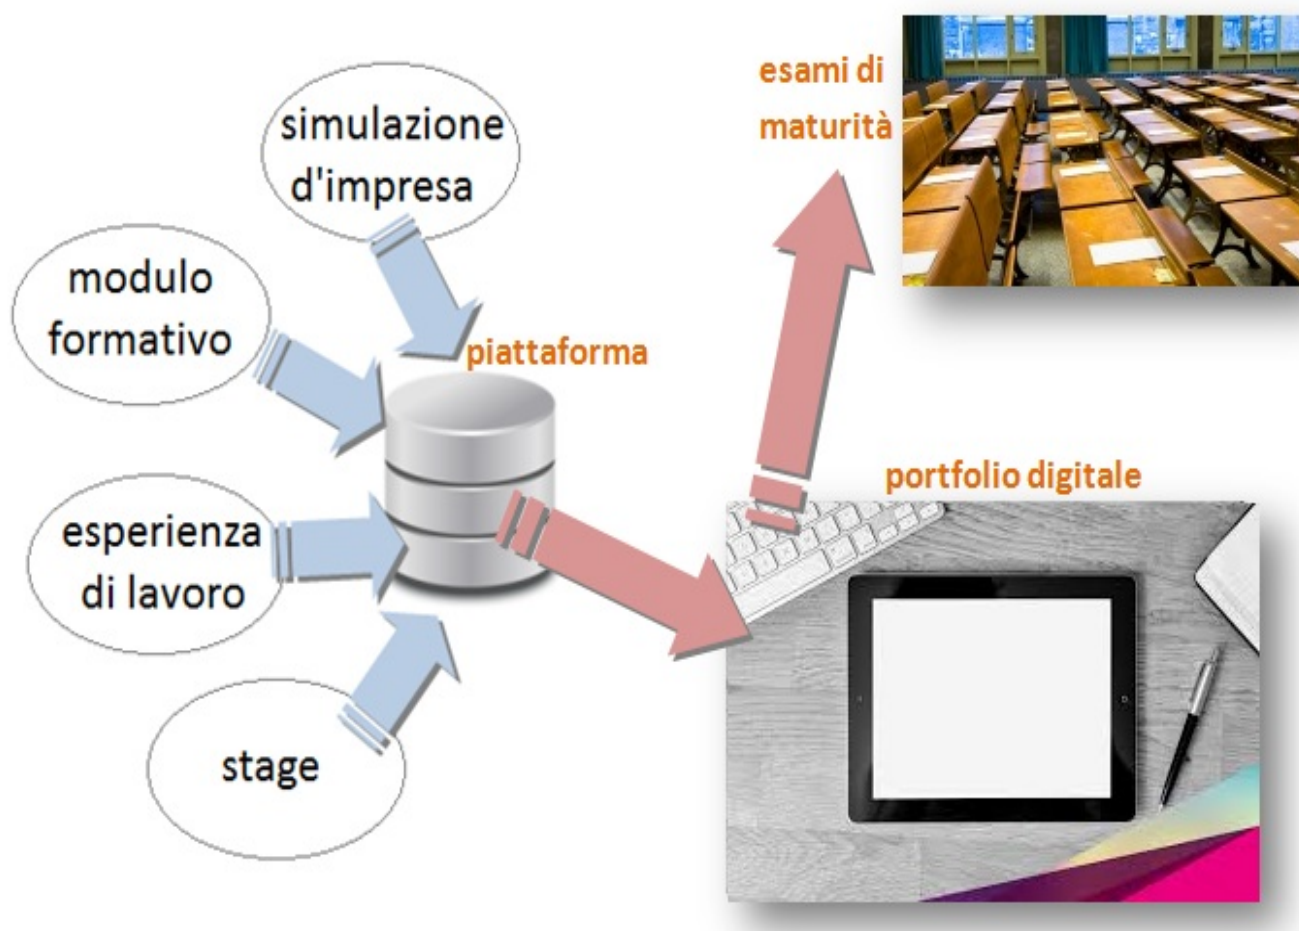 simulazione
d'impresa
modulo
formativo
esperienza
di lavoro
stage
piattaforma
esami di
maturità
portfolio digitale